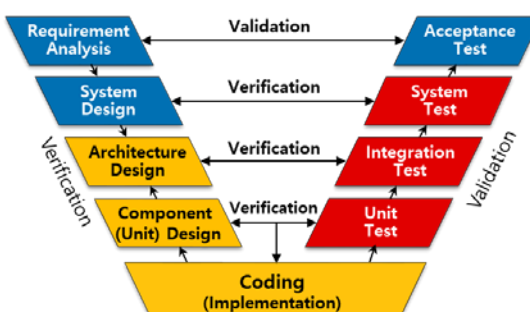 Requirement
Analysis
Validation
Acceptance
Test
System
Design
Verification
System
Test
Architecture
Design
Verification
Integration
Test
Component
(Unit) Design
Verification
Unit
Test
Coding
(Implementation)
Verification
Validation